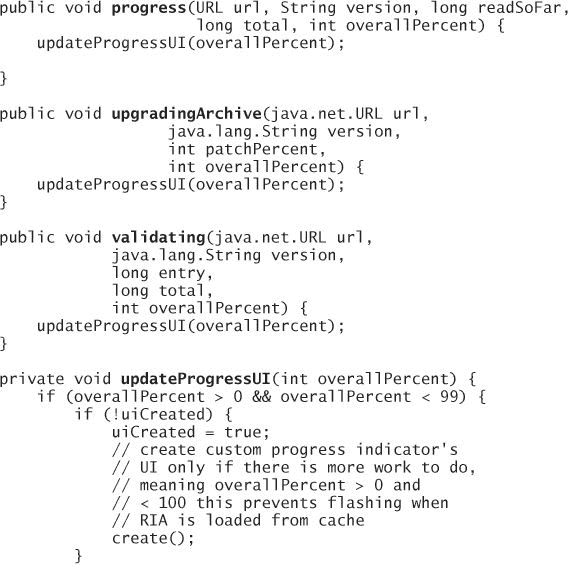 public void progress(URL url, String version, long readSoFar,
                     long total, int overallPercent) {
    updateProgressUI(overallPercent);

}

public void upgradingArchive(java.net.URL url,
                  java.lang.String version,
                  int patchPercent,
                  int overallPercent) {
    updateProgressUI(overallPercent);
}

public void validating(java.net.URL url,
            java.lang.String version,
            long entry,
            long total,
            int overallPercent) {
    updateProgressUI(overallPercent);
}

private void updateProgressUI(int overallPercent) {
    if (overallPercent > 0 && overallPercent < 99) {
        if (!uiCreated) {
            uiCreated = true;
            // create custom progress indicator's
            // UI only if there is more work to do,
            // meaning overallPercent > 0 and
            // < 100 this prevents flashing when
            // RIA is loaded from cache
            create();
        }